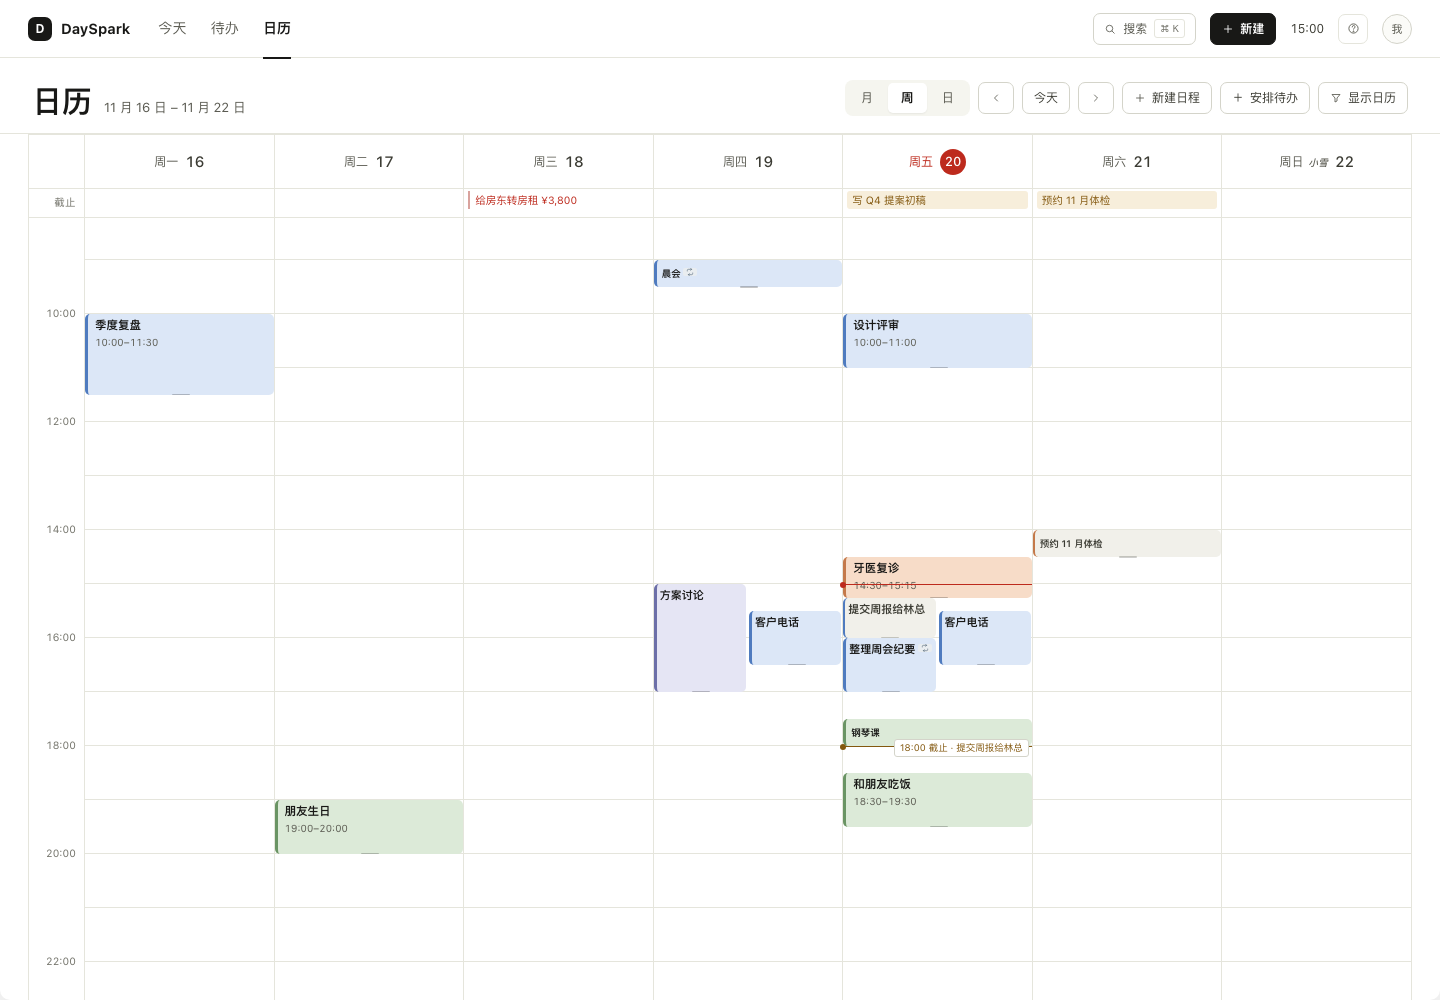 D DaySpark 今天 待办 日历 搜索 ⌘ K + 新建 15:00 我
日历 11 月 16 日 – 11 月 22 日 月 周 日 今天 + 新建日程 + 安排待办 显示日历
周一 16 周二 17 周三 18 周四 19 周五 20 周六 21 周日 小雪 22
截止 给房东转房租 ¥3,800 写 Q4 提案初稿 预约 11 月体检
晨会
10:00
季度复盘
10:00–11:30
设计评审
10:00–11:00
12:00
14:00
预约 11 月体检
牙医复诊
14:30–15:15
方案讨论
提交周报给林总
客户电话
客户电话
16:00
整理周会纪要
钢琴课
18:00
18:00 截止 · 提交周报给林总
和朋友吃饭
18:30–19:30
朋友生日
19:00–20:00
20:00
22:00